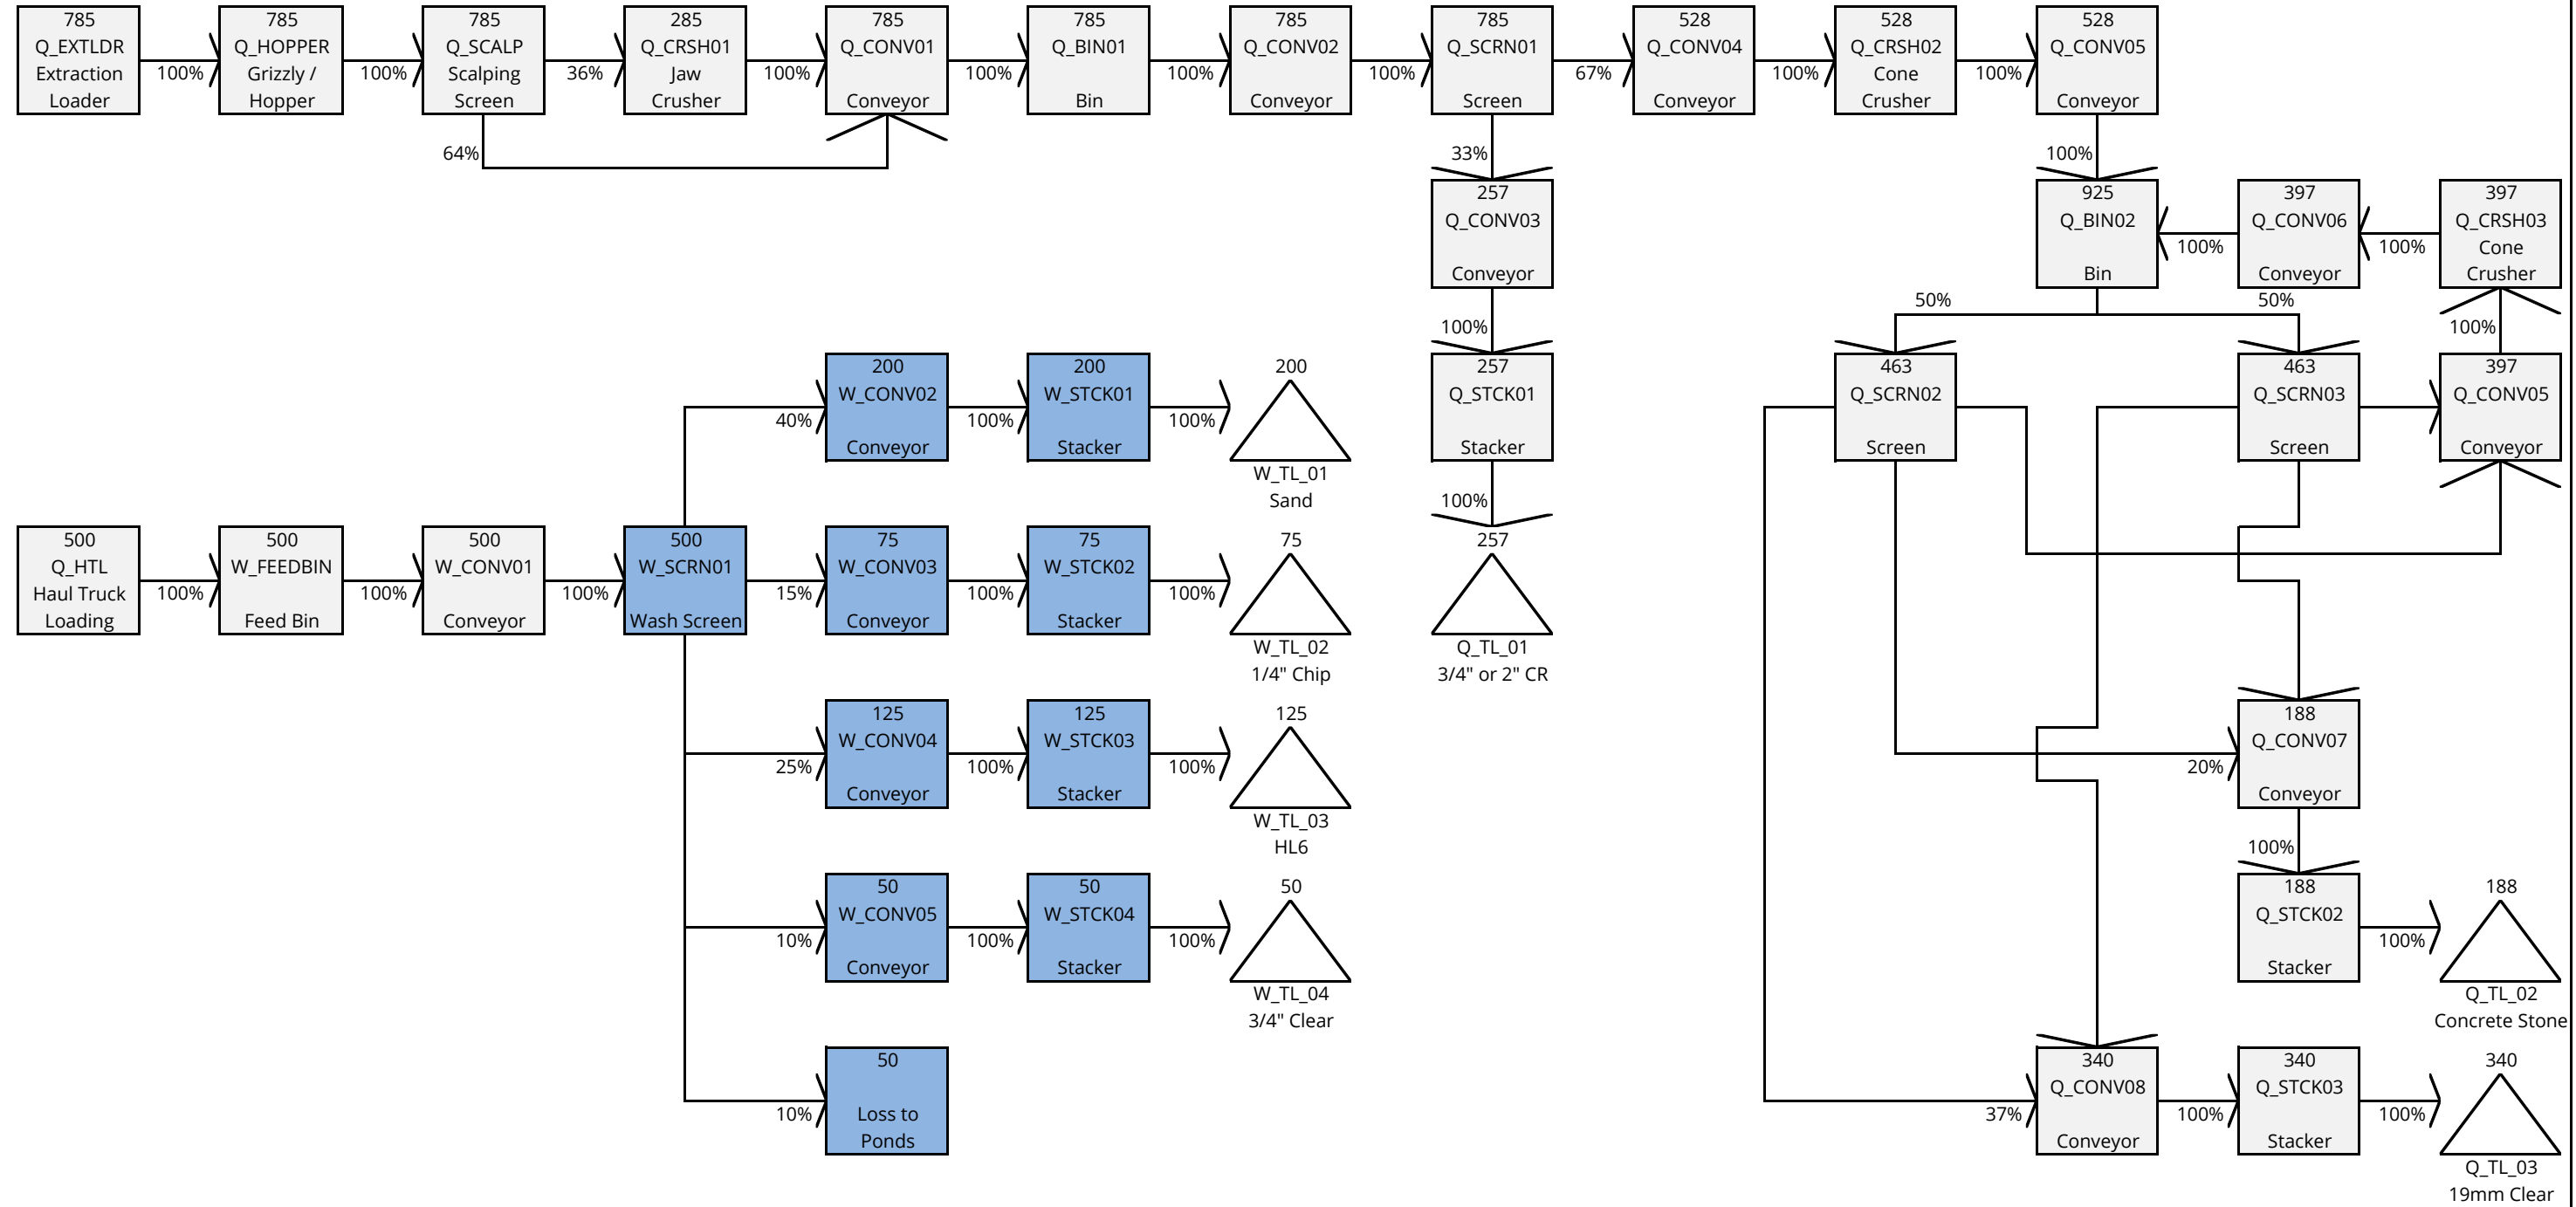 785
Q_EXTLDR
Extraction
Loader
100%
785
Q_HOPPER
Grizzly /
Hopper
100%
785
Q_SCALP
Scalping
Screen
36%
64%
285
Q_CRSH01
Jaw
Crusher
100%
785
Q_CONV01
Conveyor
100%
785
Q_BIN01
Bin
100%
785
Q_CONV02
Conveyor
100%
785
Q_SCRN01
Screen
67%
33%
528
Q_CONV04
Conveyor
100%
528
Q_CRSH02
Cone
Crusher
100%
528
Q_CONV05
Conveyor
100%
257
Q_CONV03
Conveyor
100%
925
Q_BIN02
Bin
100%
397
Q_CONV06
Conveyor
100%
397
Q_CRSH03
Cone
Crusher
50%
50%
100%
200
W_CONV02
Conveyor
40%
100%
200
W_STCK01
Stacker
100%
200
W_TL_01
Sand
257
Q_STCK01
Stacker
100%
463
Q_SCRN02
Screen
463
Q_SCRN03
Screen
397
Q_CONV05
Conveyor
500
Q_HTL
Haul Truck
Loading
100%
500
W_FEEDBIN
Feed Bin
100%
500
W_CONV01
Conveyor
100%
500
W_SCRN01
Wash Screen
15%
75
W_CONV03
Conveyor
100%
75
W_STCK02
Stacker
100%
75
W_TL_02
1/4" Chip
257
Q_TL_01
3/4" or 2" CR
25%
125
W_CONV04
Conveyor
100%
125
W_STCK03
Stacker
100%
125
W_TL_03
HL6
20%
188
Q_CONV07
Conveyor
100%
10%
50
W_CONV05
Conveyor
100%
50
W_STCK04
Stacker
100%
50
W_TL_04
3/4" Clear
188
Q_STCK02
Stacker
100%
188
Q_TL_02
Concrete Stone
10%
50
Loss to
Ponds
37%
340
Q_CONV08
Conveyor
100%
340
Q_STCK03
Stacker
100%
340
Q_TL_03
19mm Clear